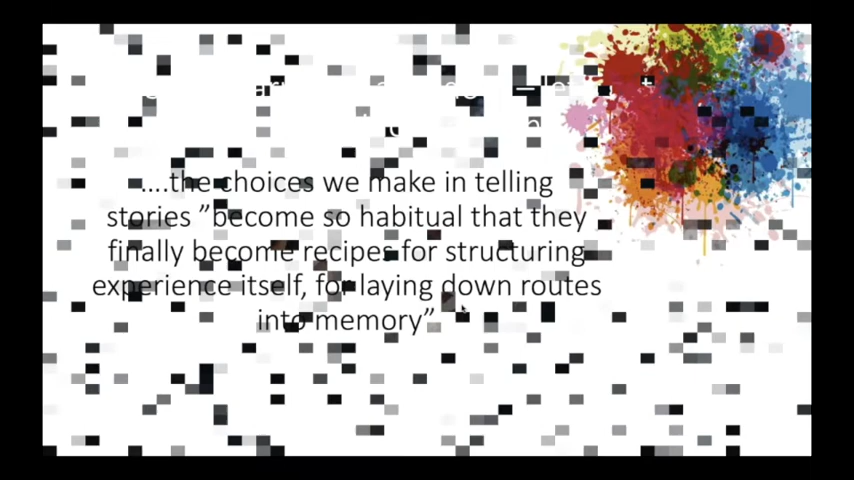 ....the choices we make in telling
stories ”become so habitual that they
finally become recipes for structuring
experience itself, for laying down routes
into memory”